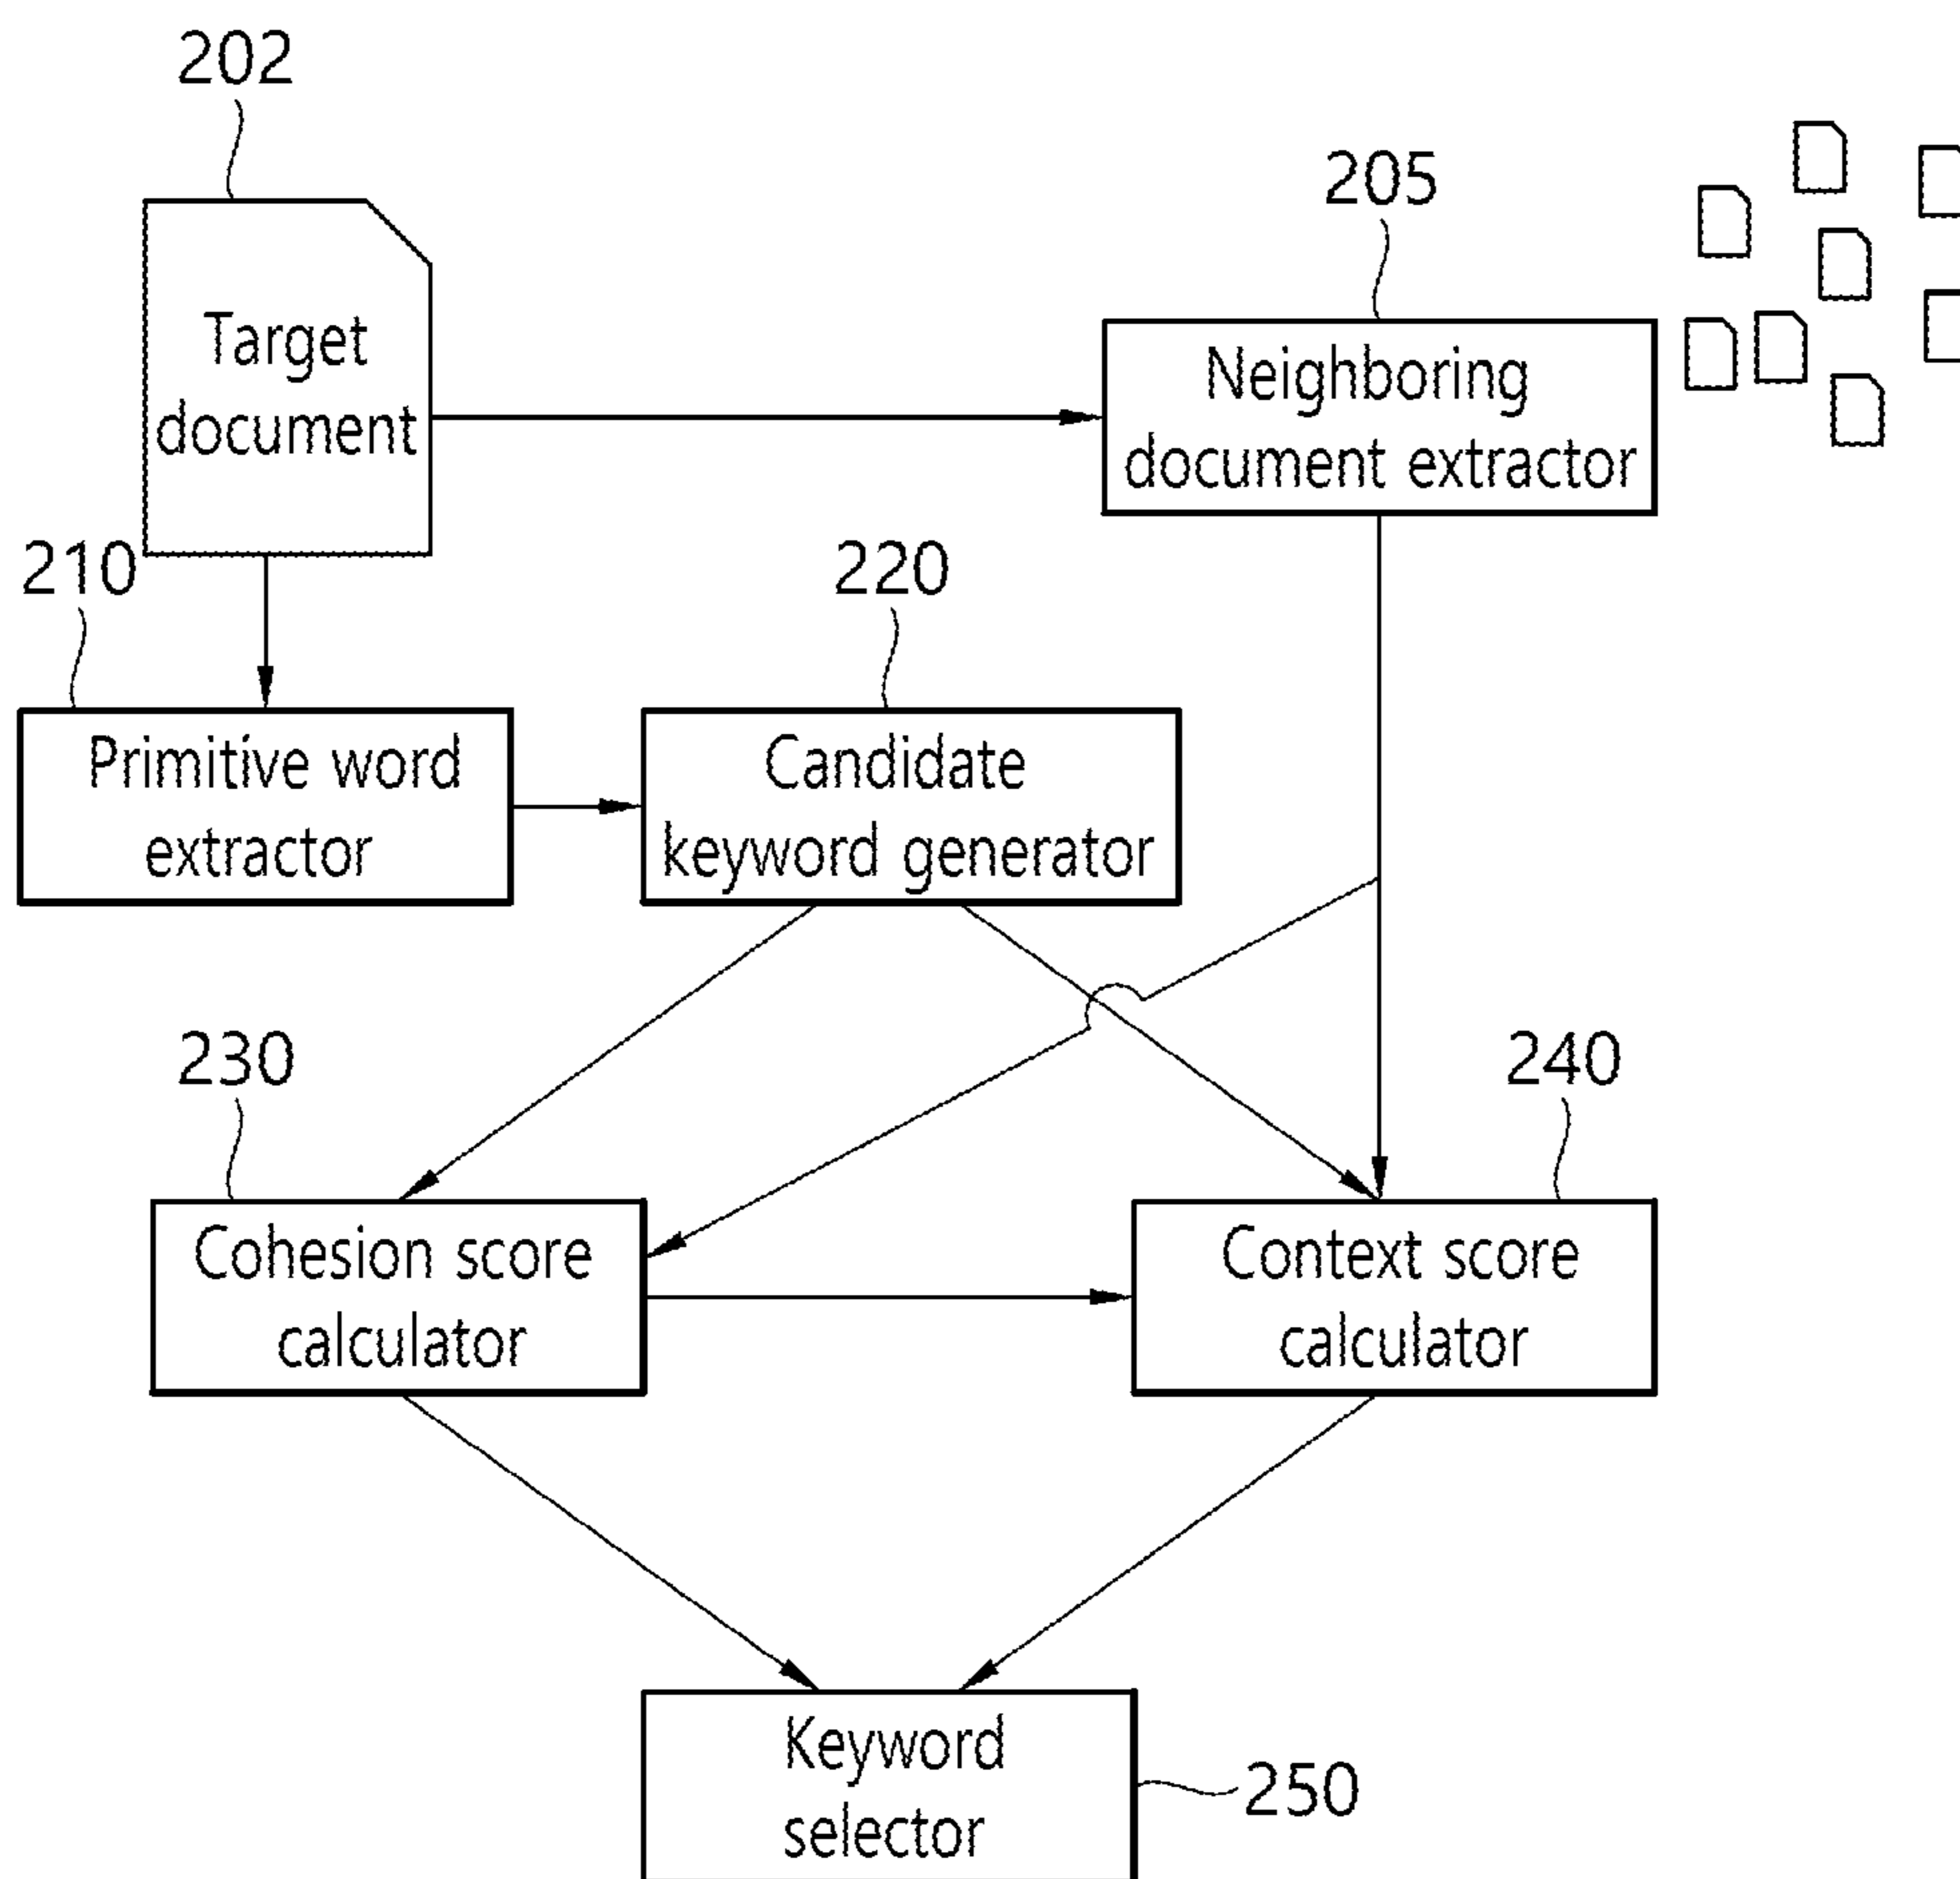 202
205
Target
document
Neighboring
document extractor
210
220
Primitive word
extractor
Candidate
keyword generator
230
240
Cohesion score
calculator
Context score
calculator
Keyword
selector
250